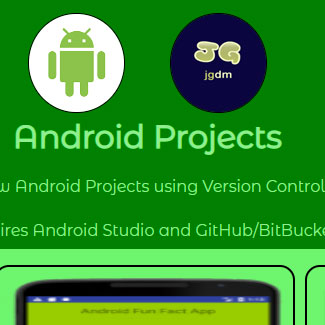 JG
jgdm
Android Projects
w Android Projects using Version Control
ires Android Studio and GitHub/BitBucke
Android Fun Fact App